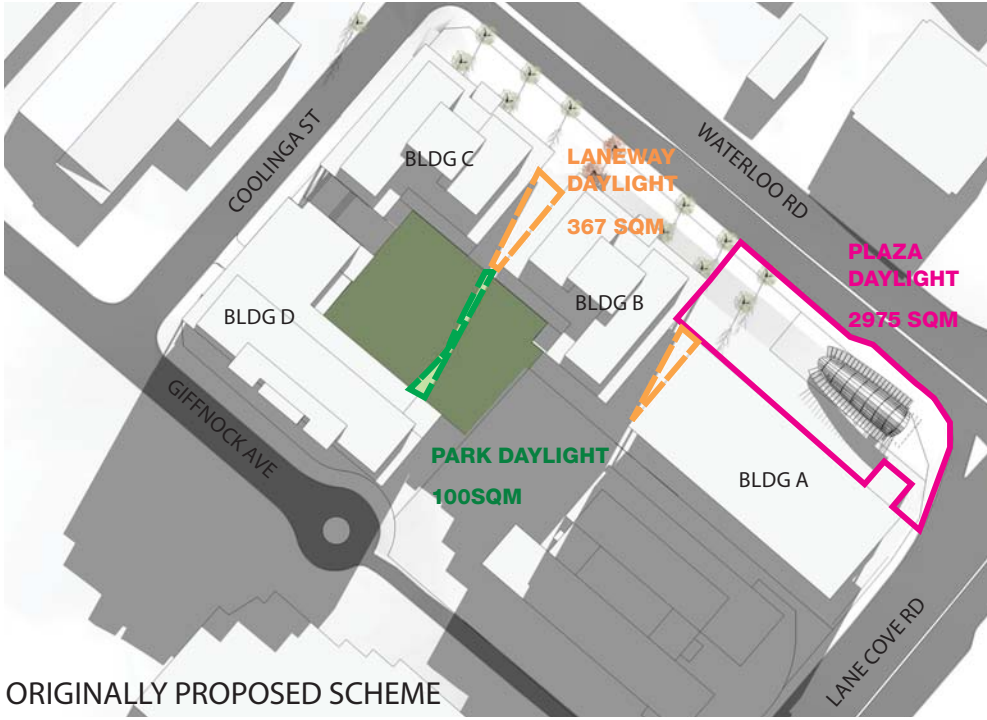 COOLINGA ST
BLDG C
LANEWAY
DAYLIGHT
367 SQM
WATERLOO RD
PLAZA
DAYLIGHT
2975 SQM
BLDG D
BLDG B
GIFFNOCK AVE
PARK DAYLIGHT
100SQM
BLDG A
LANE COVE RD
ORIGINALLY PROPOSED SCHEME